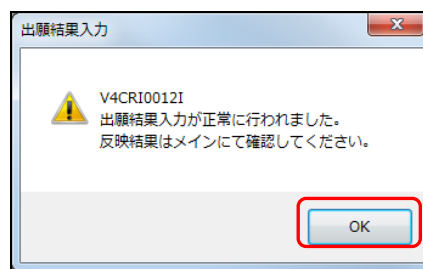 出願結果入力
V4CRI0012I
出願結果入力が正常に行われました。
反映結果はメインにて確認してください。
OK